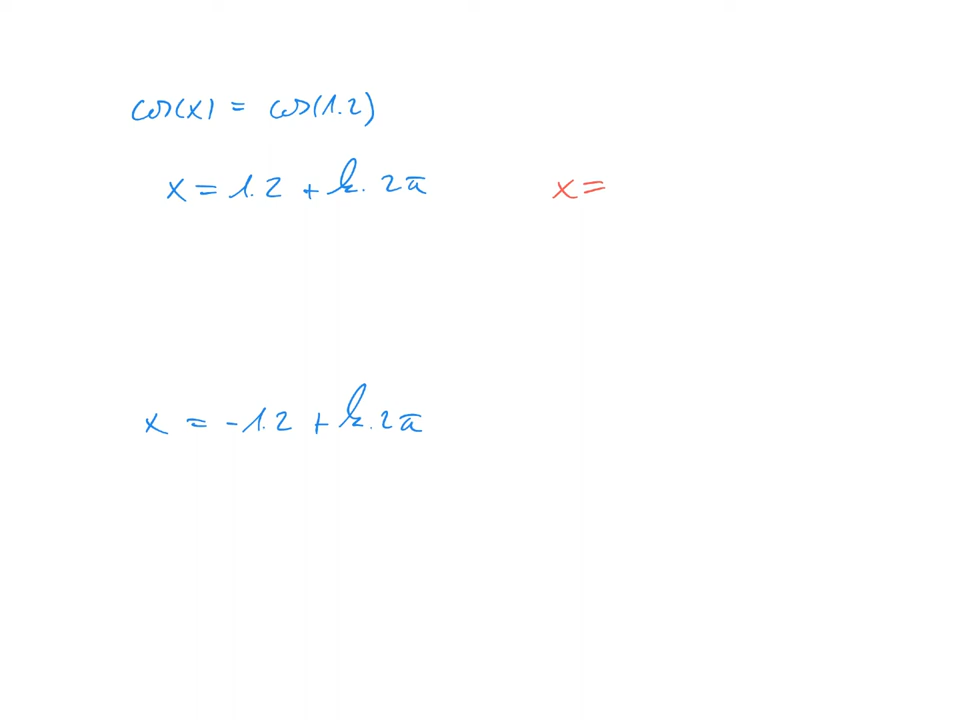 cos(x) = cos(1.2)
x = 1.2 + k. 2π
x =
x = -1.2 + k. 2π